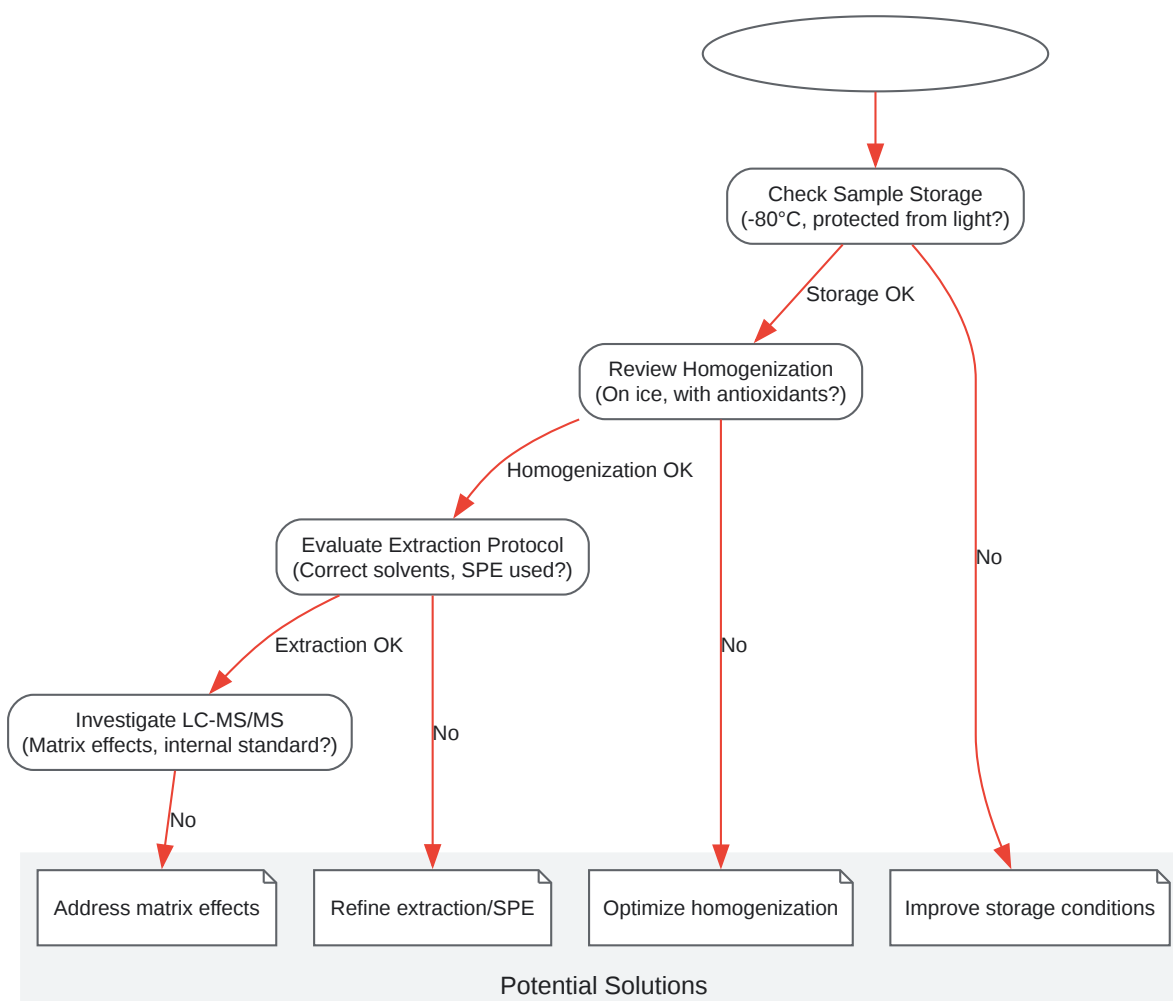 Check Sample Storage
(-80°C, protected from light?)
Storage OK
Review Homogenization
(On ice, with antioxidants?)
Homogenization OK
Evaluate Extraction Protocol
(Correct solvents, SPE used?)
No
Extraction OK
No
Investigate LC-MS/MS
(Matrix effects, internal standard?)
No
No
Address matrix effects
Refine extraction/SPE
Optimize homogenization
Improve storage conditions
Potential Solutions